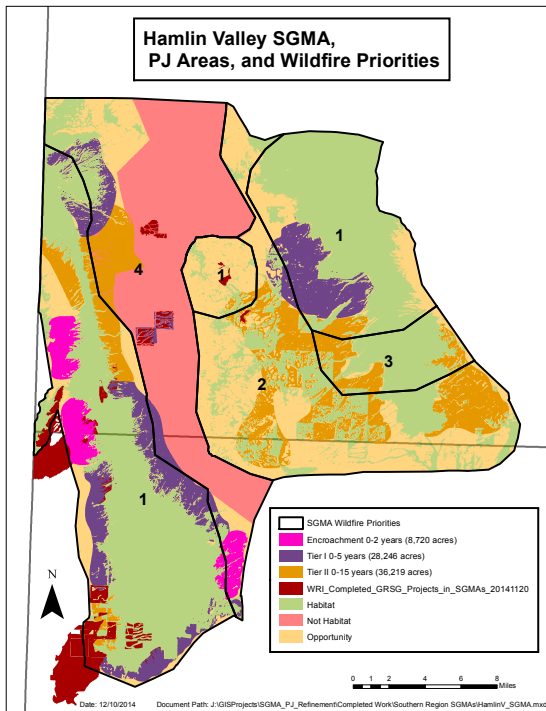 Hamlin Valley SGMA,
PJ Areas, and Wildfire Priorities
1
4
1
3
2
1
SGMA Wildfire Priorities
Encroachment 0-2 years (8,720 acres)
Tier I 0-5 years (28,246 acres)
Tier II 0-15 years (36,219 acres)
WRI_Completed_GRSG_Projects_in_SGMAs_20141120
Habitat
Not Habitat
Opportunity
N
0 2 4 6 8
Miles
Date: 12/10/2014 Document Path: J:\GISProjects\SGMA_PJ_Refinement\Completed Work\Southern Region SGMAs\HamlinV_SGMA.mxd